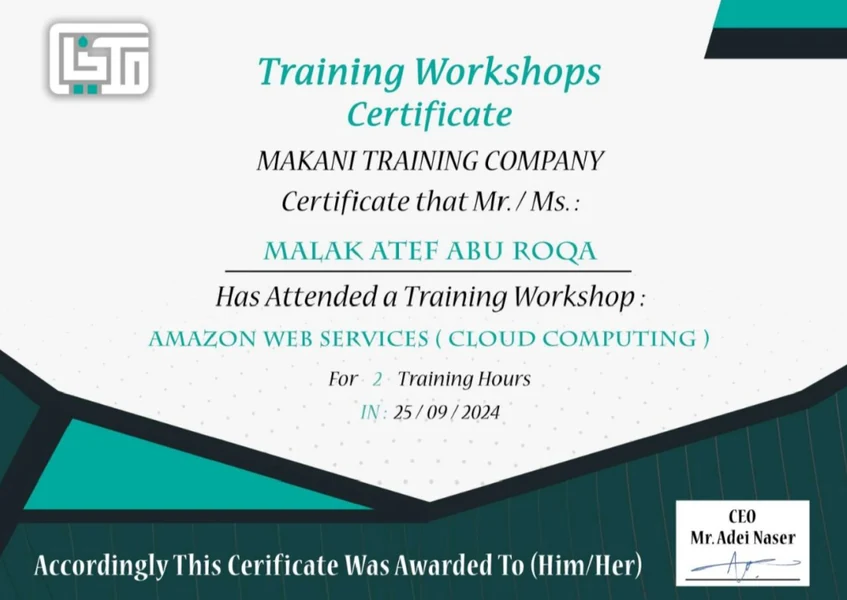 مكاني
Training Workshops
Certificate
MAKANI TRAINING COMPANY
Certificate that Mr. / Ms. :
MALAK ATEF ABU ROQA
Has Attended a Training Workshop :
AMAZON WEB SERVICES ( CLOUD COMPUTING )
For 2 Training Hours
IN : 25 / 09 / 2024
CEO
Mr. Adei Naser
Accordingly This Cerificate Was Awarded To (Him/Her)